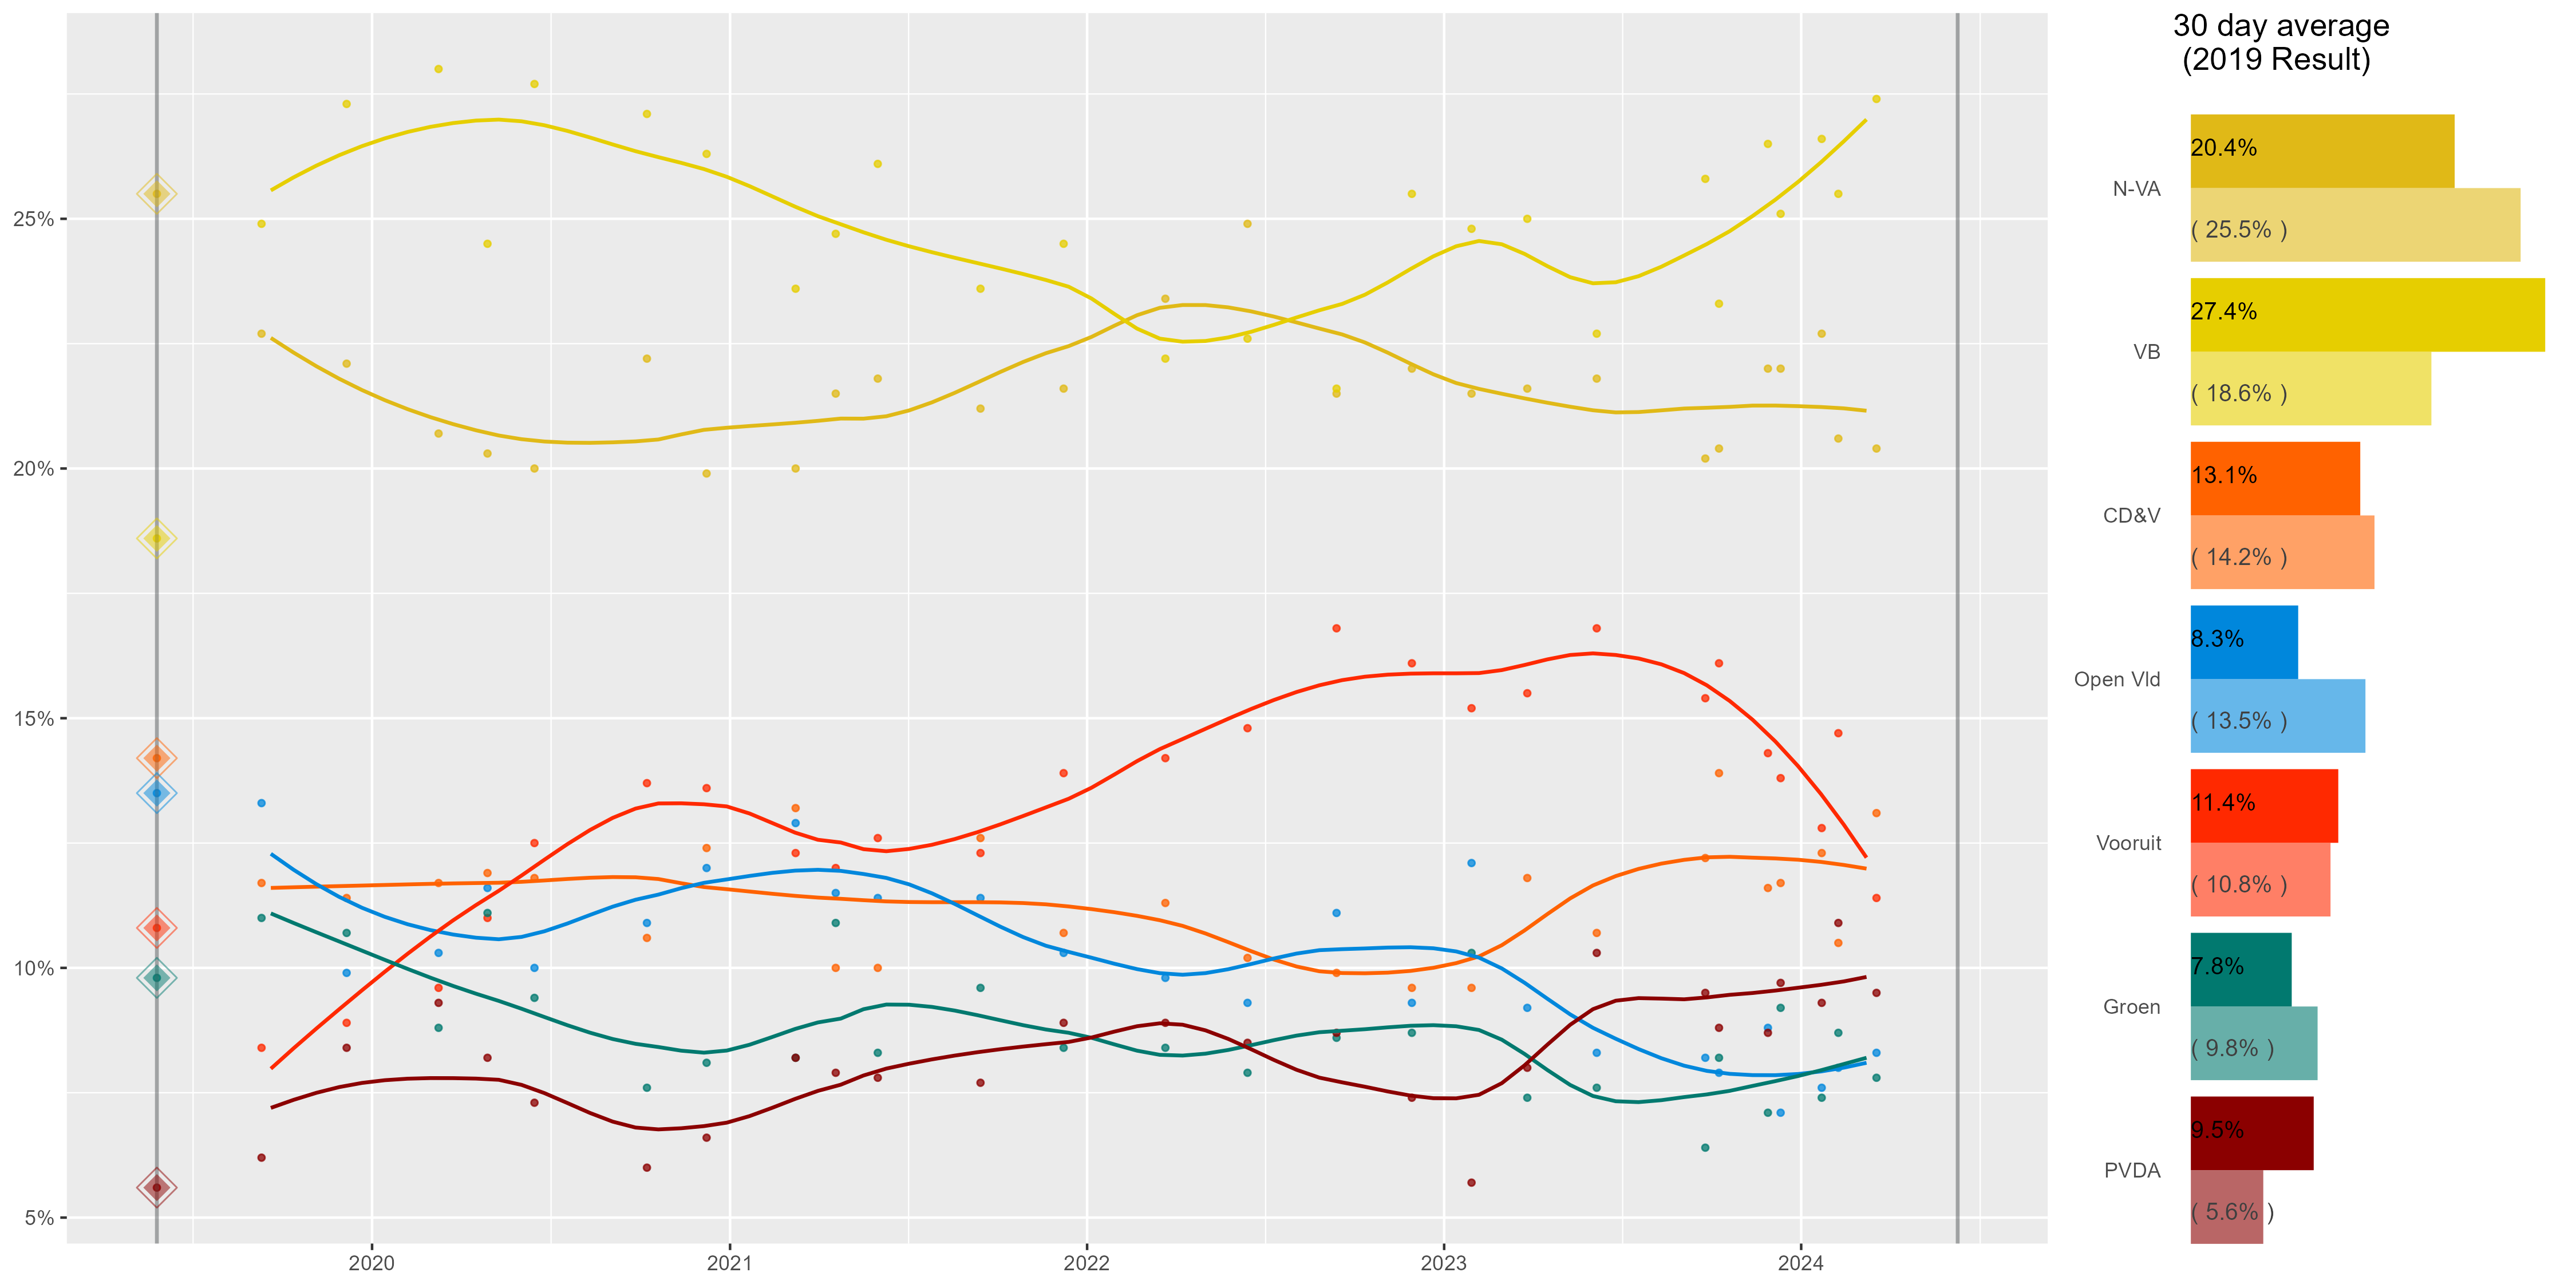 30 day average
(2019 Result)
25%
20%
15%
10%
5%
2020
2021
2022
2023
2024
N-VA
20.4%
( 25.5% )
VB
27.4%
( 18.6% )
CD&V
13.1%
( 14.2% )
Open Vld
8.3%
( 13.5% )
Vooruit
11.4%
( 10.8% )
Groen
7.8%
( 9.8% )
PVDA
9.5%
( 5.6% )